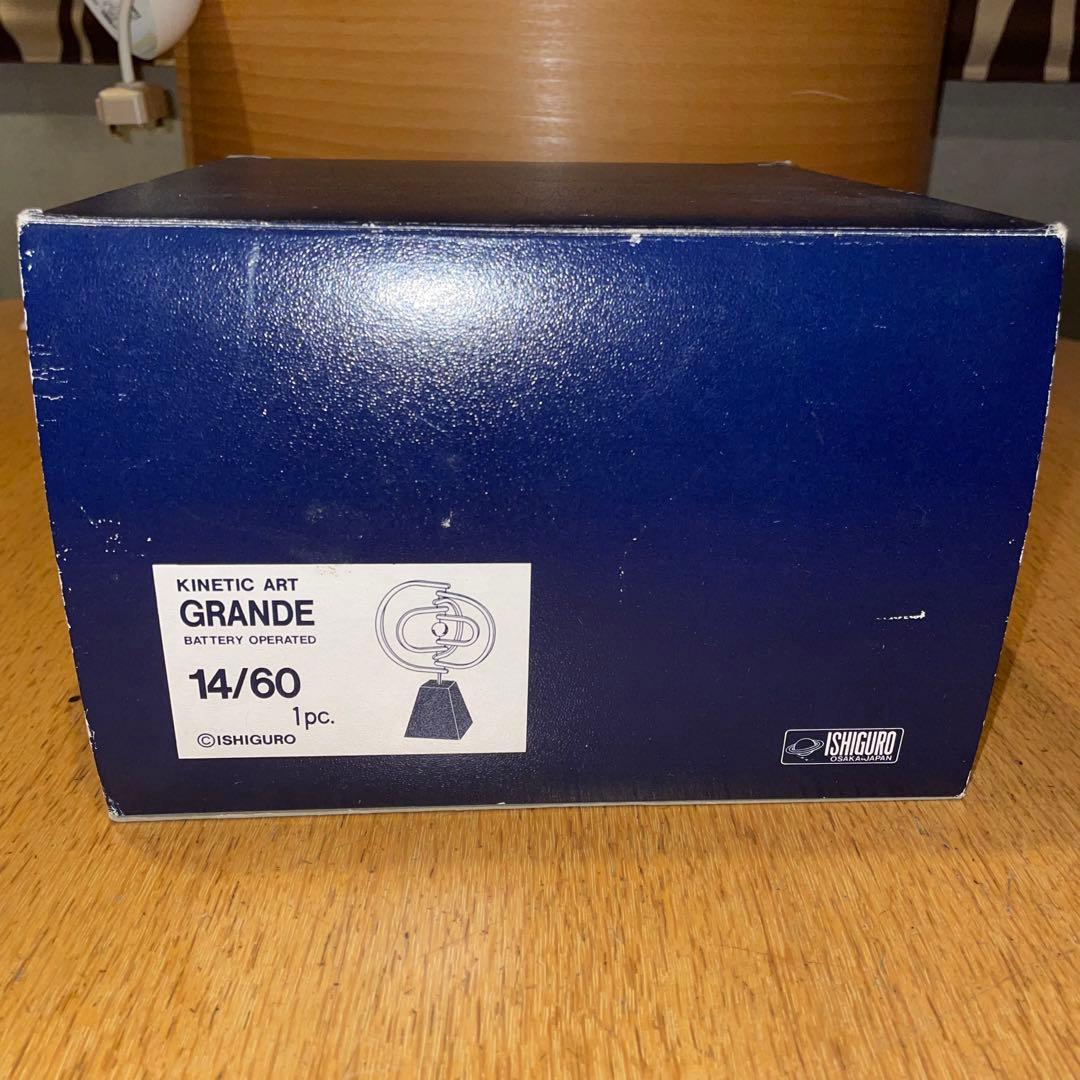 KINETIC ART
GRANDE
BATTERY OPERATED
14/60
1pc.
©ISHIGURO
ISHIGURO
OSAKA-JAPAN